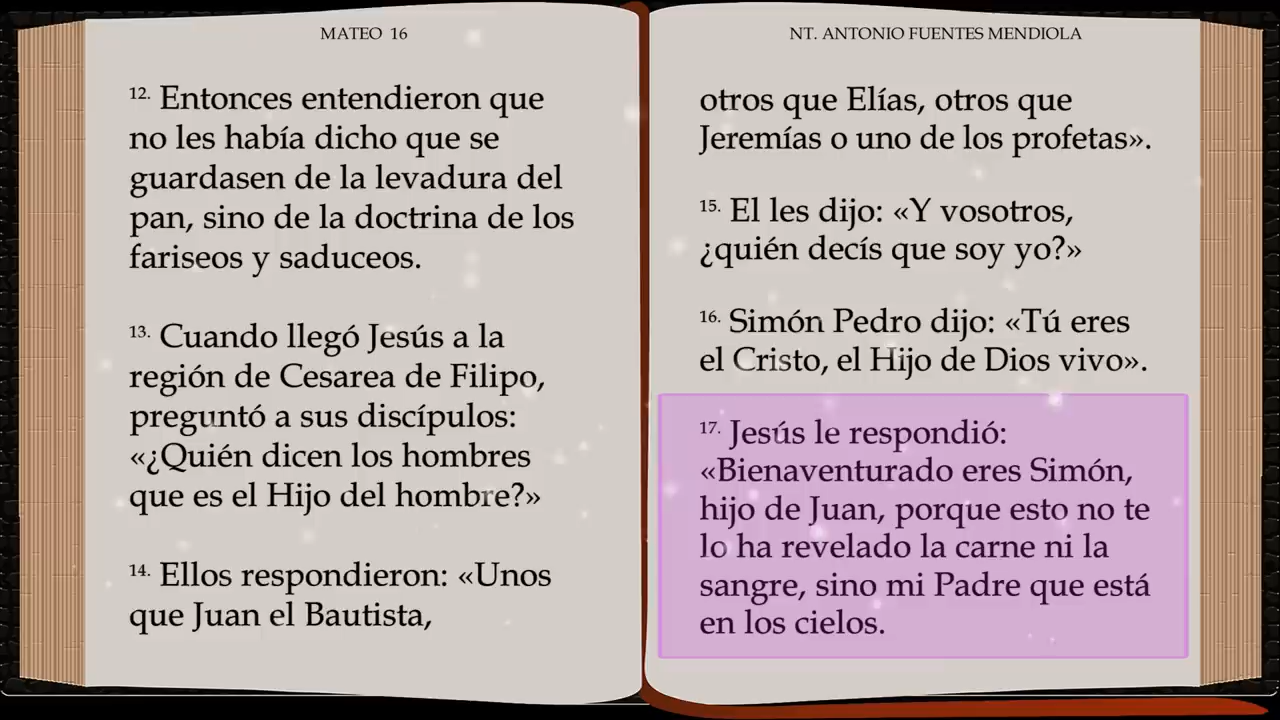 MATEO 16
12. Entonces entendieron que
no les había dicho que se
guardasen de la levadura del
pan, sino de la doctrina de los
fariseos y saduceos.
13. Cuando llegó Jesús a la
región de Cesarea de Filipo,
preguntó a sus discípulos:
«¿Quién dicen los hombres
que es el Hijo del hombre?»
14. Ellos respondieron: «Unos
que Juan el Bautista,
NT. ANTONIO FUENTES MENDIOLA
otros que Elías, otros que
Jeremías o uno de los profetas».
15. El les dijo: «Y vosotros,
¿quién decís que soy yo?»
16. Simón Pedro dijo: «Tú eres
el Cristo, el Hijo de Dios vivo».
17. Jesús le respondió:
«Bienaventurado eres Simón,
hijo de Juan, porque esto no te
lo ha revelado la carne ni la
sangre, sino mi Padre que está
en los cielos.